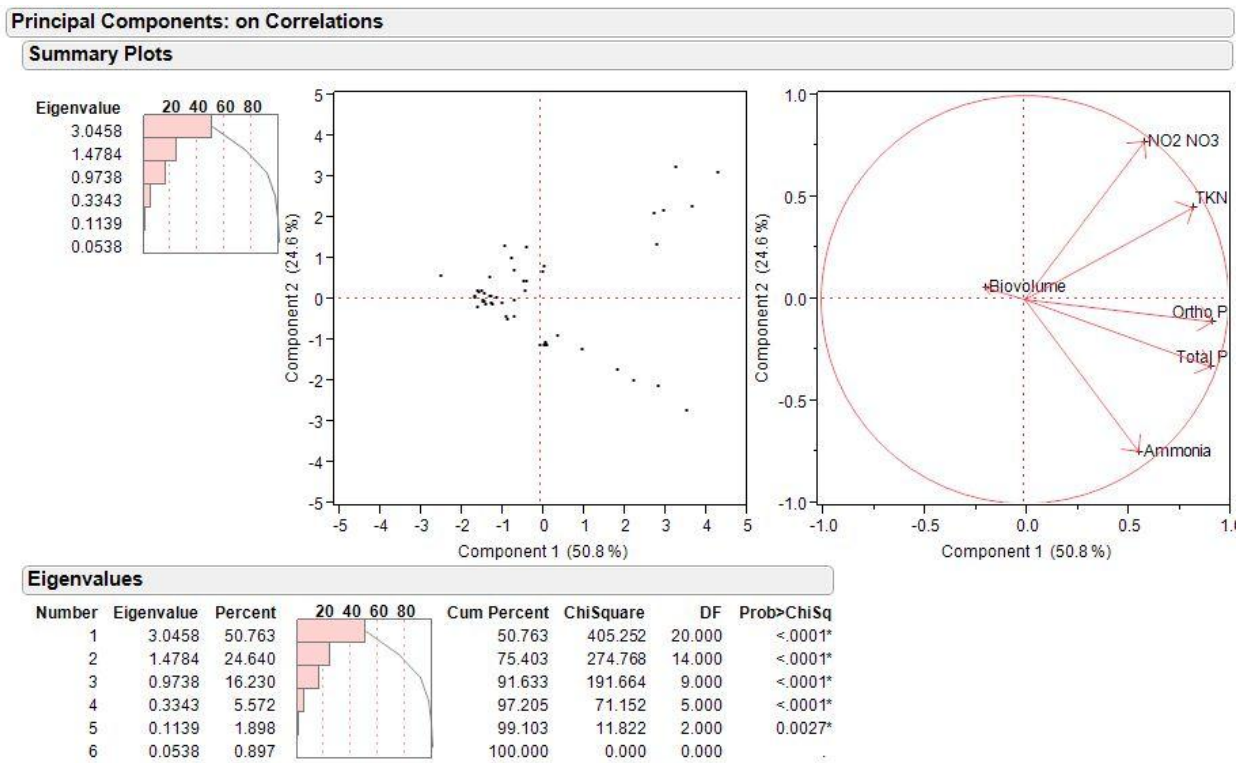 Principal Components: on Correlations
Summary Plots
Eigenvalue 20 40 60 80
3.0458
1.4784
0.9738
0.3343
0.1139
0.0538
5
4
3
2
1
0
-1
-2
-3
-4
-5
Component 2 (24.6 %)
-5 -4 -3 -2 -1 0 1 2 3 4 5
Component 1 (50.8 %)
1.0
0.5
0.0
-0.5
-1.0
Component 2 (24.6 %)
NO2 NO3
TKN
Biovolume
Ortho P
Total P
Ammonia
-1.0 -0.5 0.0 0.5
Component 1 (50.8 %)
Eigenvalues
Number Eigenvalue Percent 20 40 60 80 Cum Percent ChiSquare DF Prob>ChiSq
1 3.0458 50.763 50.763 405.252 20.000 <.0001*
2 1.4784 24.640 75.403 274.768 14.000 <.0001*
3 0.9738 16.230 91.633 191.664 9.000 <.0001*
4 0.3343 5.572 97.205 71.152 5.000 <.0001*
5 0.1139 1.898 99.103 11.822 2.000 0.0027*
6 0.0538 0.897 100.000 0.000 0.000 .